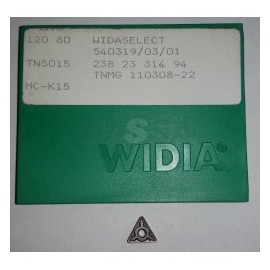 120 80 WIDASELECT
540319/03/01
TN5015 238 23 314 94
TNMG 110308-22
HC-K15
WIDIA